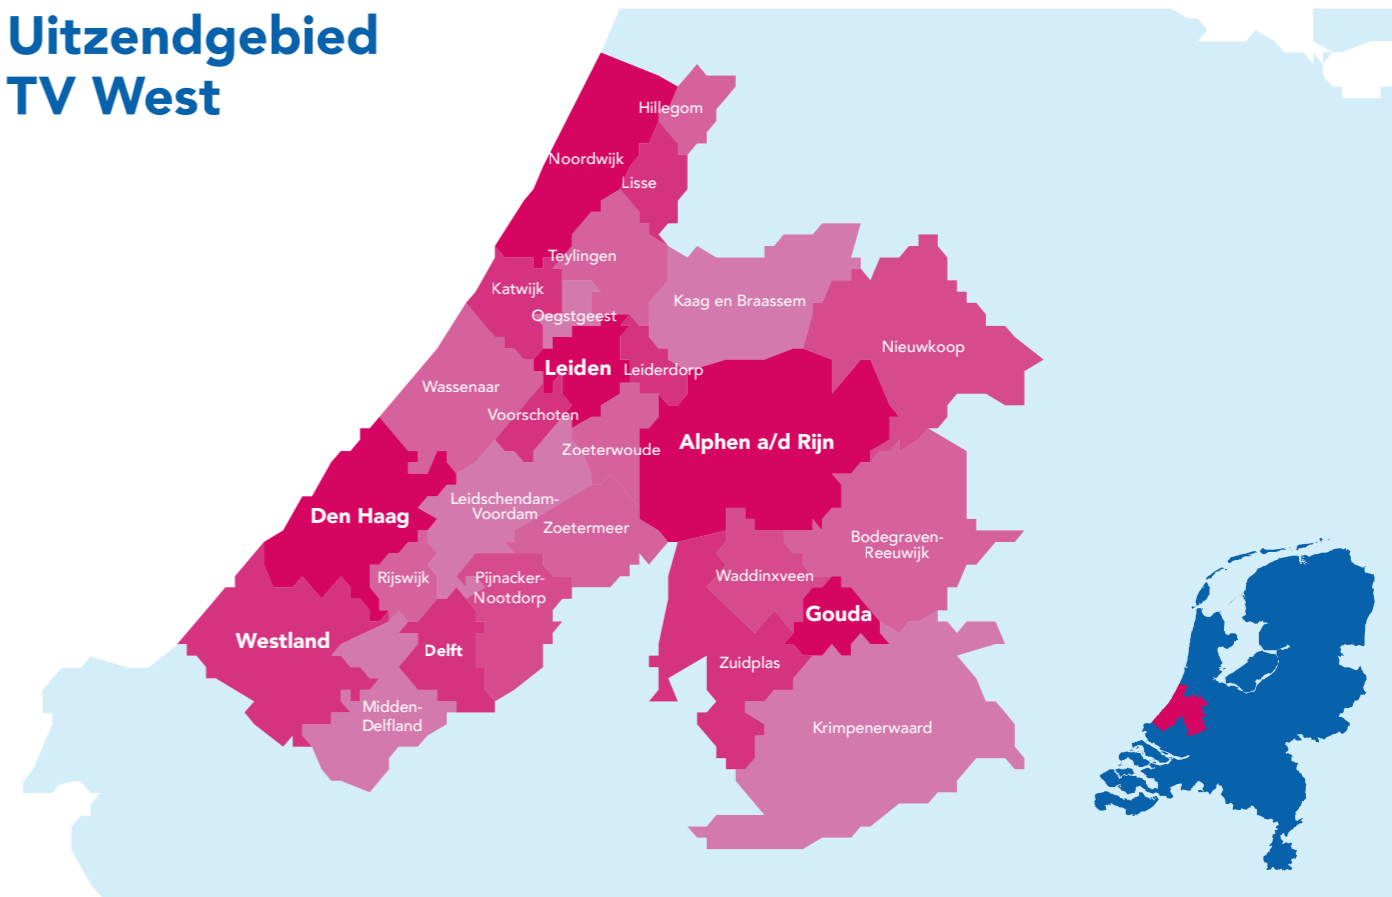 Uitzendgebied
TV West
Hillegom
Noordwijk
Lisse
Teylingen
Katwijk
Kaag en Braassem
Oegstgeest
Nieuwkoop
Leiden
Leiderdorp
Wassenaar
Voorschoten
Alphen a/d Rijn
Zoeterwoude
Leidschendam-
Voordam
Den Haag
Zoetermeer
Bodegraven-
Reeuwijk
Rijswijk
Pijnacker-
Nootdorp
Waddinxveen
Gouda
Westland
Delft
Zuidplas
Midden-
Delfland
Krimpenerwaard